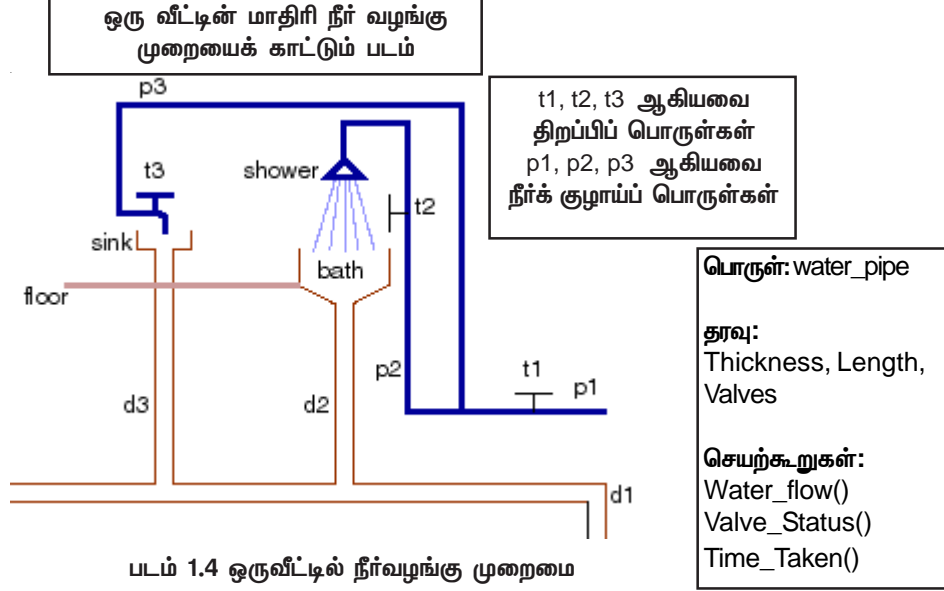 ஒரு வீட்டின் மாதிரி நீர் வழங்கு
முறையைக் காட்டும் படம்
p3
t1, t2, t3 ஆகியவை
திறப்பிப் பொருள்கள்
p1, p2, p3 ஆகியவை
நீர்க் குழாய்ப் பொருள்கள்
t3
shower
t2
sink
bath
floor
p2
t1
p1
d3
d2
d1
பொருள்: water_pipe
தரவு:
Thickness, Length,
Valves
செயற்கூறுகள்:
Water_flow()
Valve_Status()
Time_Taken()
படம் 1.4 ஒருவீட்டில் நீர்வழங்கு முறைமை